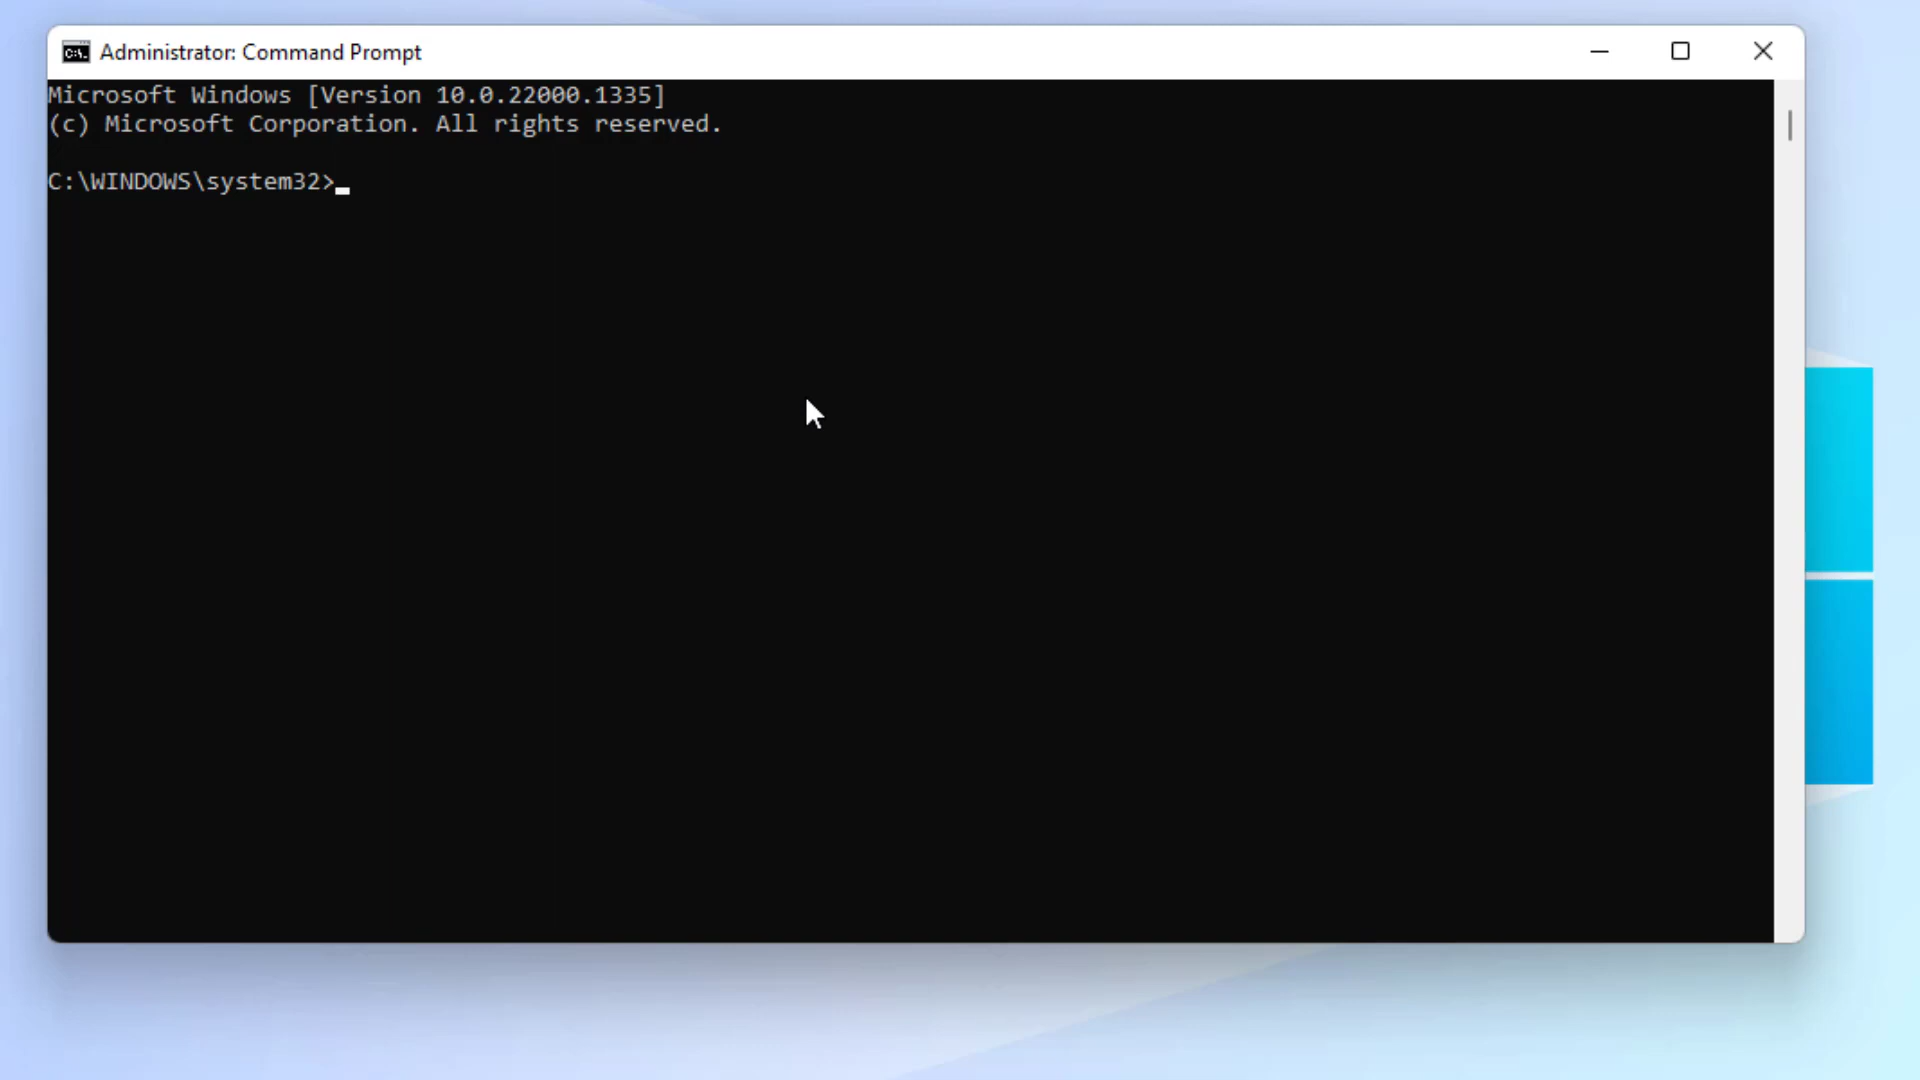 Administrator: Command Prompt
Microsoft Windows [Version 10.0.22000.1335]
(c) Microsoft Corporation. All rights reserved.
C:\WINDOWS\system32>